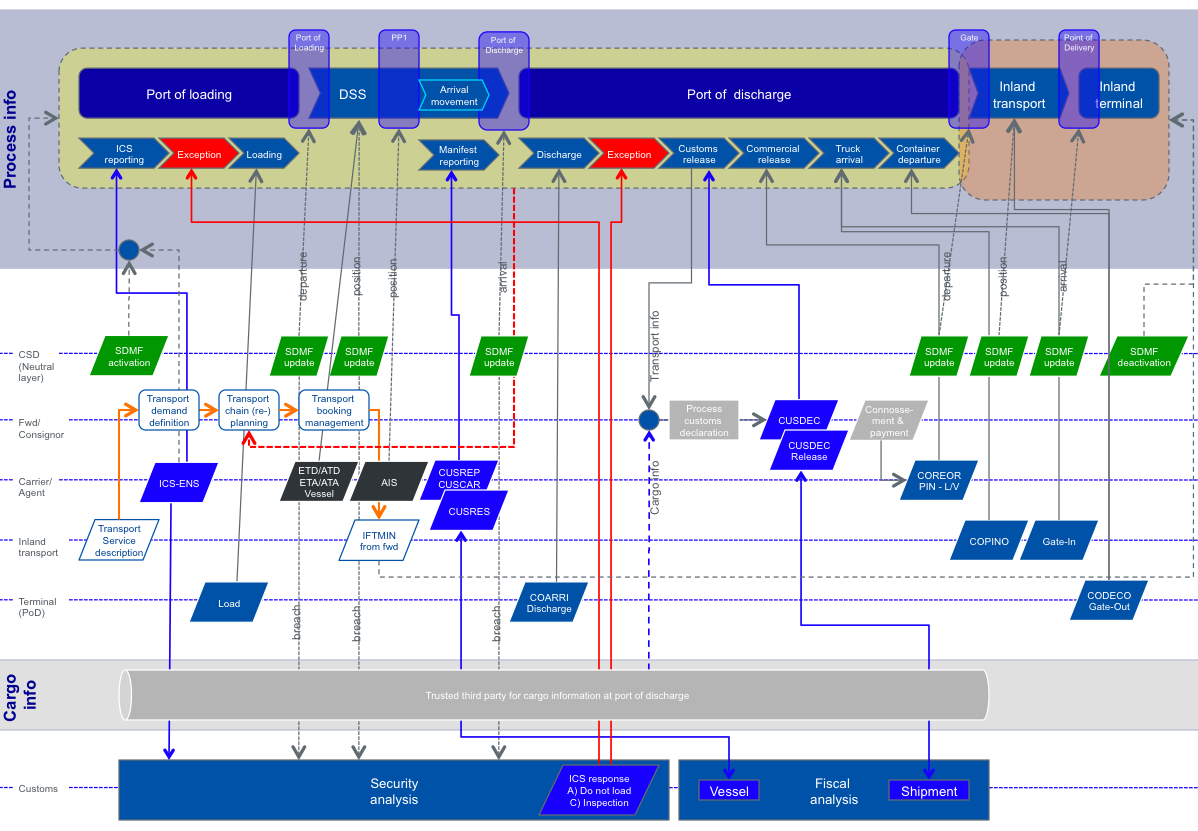 Process info
Port of
Loading
PP1
Port of
Discharge
Gate
Point of
Delivery
Port of loading
DSS
Arrival
movement
Port of  discharge
Inland
transport
Inland
terminal
ICS
reporting
Exception
Loading
Manifest
reporting
Discharge
Exception
Customs
release
Commercial
release
Truck
arrival
Container
departure
departure
position
position
arrival
Transport info
departure
position
arrival
CSD
(Neutral
layer)
SDMF
activation
SDMF
update
SDMF
update
SDMF
update
SDMF
update
SDMF
update
SDMF
update
SDMF
deactivation
Fwd/
Consignor
Transport
demand
definition
Transport
chain (re-)
planning
Transport
booking
management
Process
customs
declaration
CUSDEC
CUSDEC
Release
Connosse-
ment &
payment
Carrier/
Agent
ICS-ENS
ETD/ATD
ETA/ATA
Vessel
AIS
CUSREP
CUSCAR
CUSRES
Cargo info
COREOR
PIN - L/V
Inland
transport
Transport
Service
description
IFTMIN
from fwd
COPINO
Gate-In
Terminal
(PoD)
Load
COARRI
Discharge
CODECO
Gate-Out
breach
breach
breach
Cargo
info
Trusted third party for cargo information at port of discharge
Customs
Security
analysis
ICS response
A) Do not load
C) Inspection
Vessel
Fiscal
analysis
Shipment